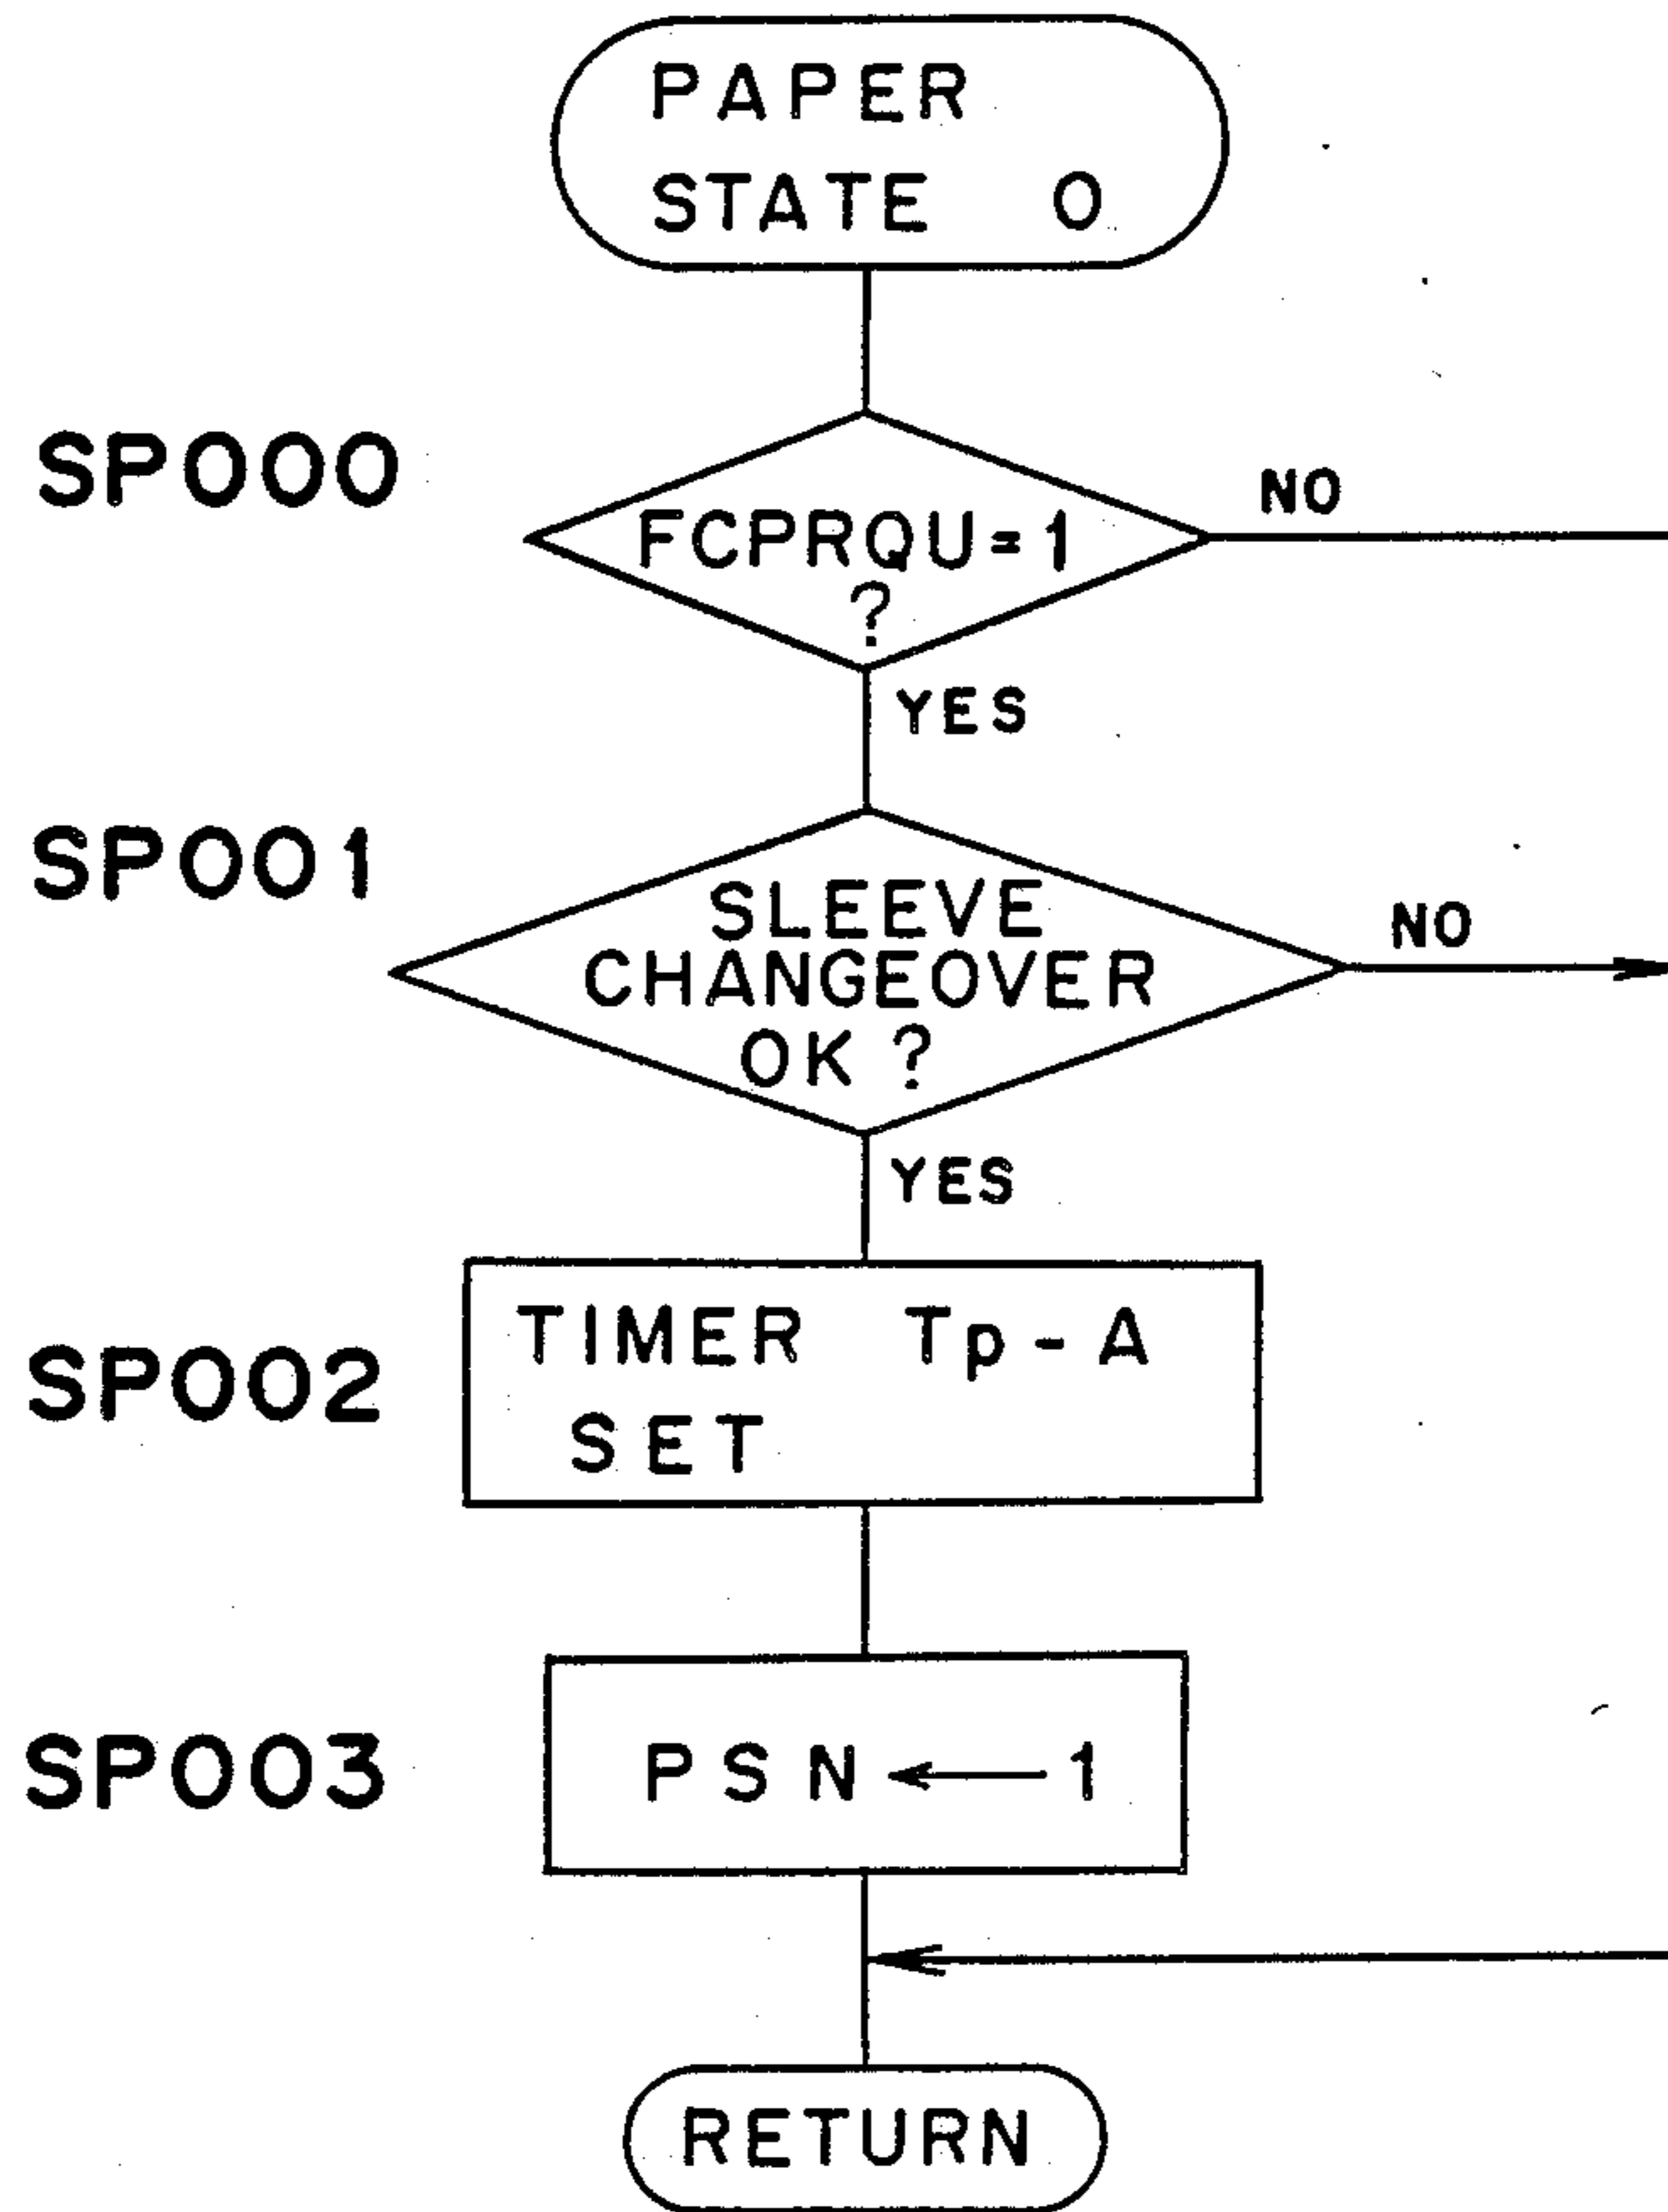 PAPER
STATE 0
SP000
FCPRQU=1
?
NO
YES
SP001
SLEEVE
CHANGEOVER
OK ?
NO
YES
SP002
TIMER Tp-A
SET
SP003
PSN ← 1
RETURN